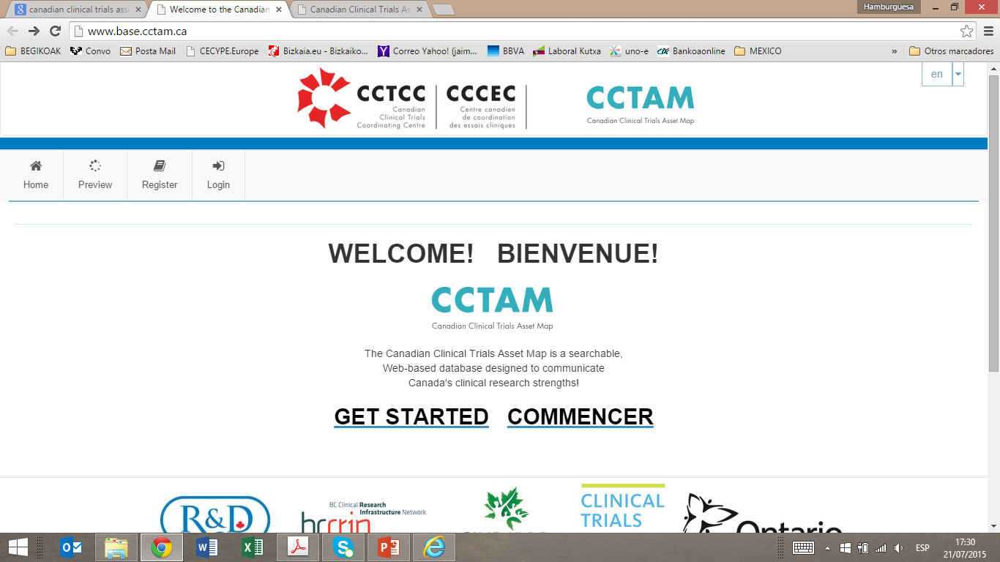 canadian clinical trials asse
Welcome to the Canadian
Canadian Clinical Trials As
Hamburguesa
www.base.cctam.ca
BEGIKOAK
Convo
Posta Mail
CECYPE.Europe
Bizkaia.eu - Bizkaiko...
Correo Yahoo! (jaim...
BBVA
Laboral Kutxa
uno-e
Bankoaonline
MEXICO
»
Otros marcadores
en
CCTCC
Canadian
Clinical Trials
Coordinating Centre
CCCEC
Centre canadien
de coordination
des essais cliniques
CCTAM
Canadian Clinical Trials Asset Map
Home
Preview
Register
Login
WELCOME! BIENVENUE!
CCTAM
Canadian Clinical Trials Asset Map
The Canadian Clinical Trials Asset Map is a searchable,
Web-based database designed to communicate
Canada's clinical research strengths!
GET STARTED COMMENCER
R&D
BC Clinical Research
Infrastructure Network
bccrin
CLINICAL
TRIALS
Ontario
ESP
17:30
21/07/2015